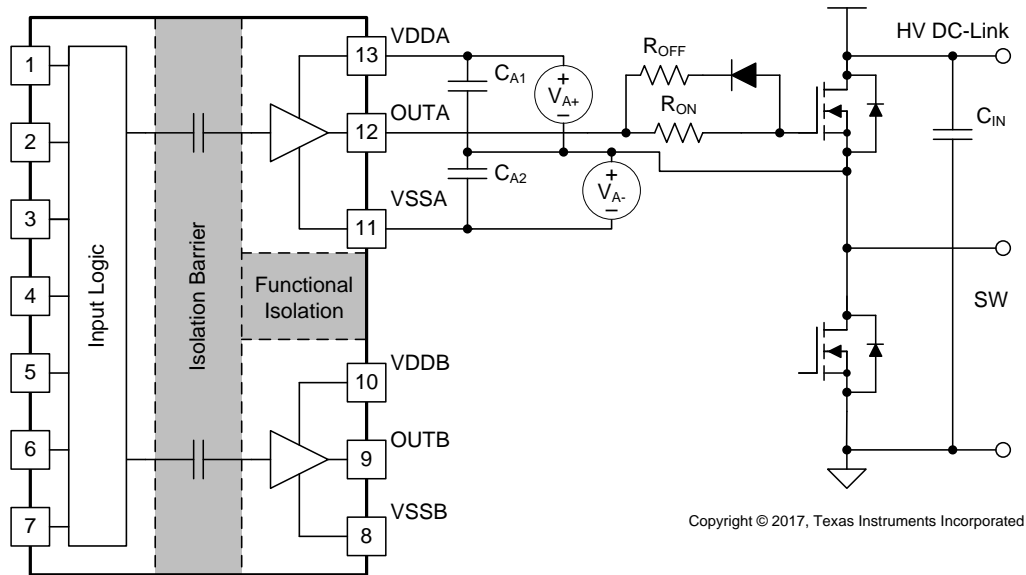 1
2
3
4
5
6
7
Input Logic
Isolation Barrier
Functional
Isolation
13
VDDA
12
OUTA
11
VSSA
10
VDDB
9
OUTB
8
VSSB
CA1
+
VA+
–
CA2
+
VA-
–
ROFF
RON
HV DC-Link
CIN
SW
Copyright © 2017, Texas Instruments Incorporated